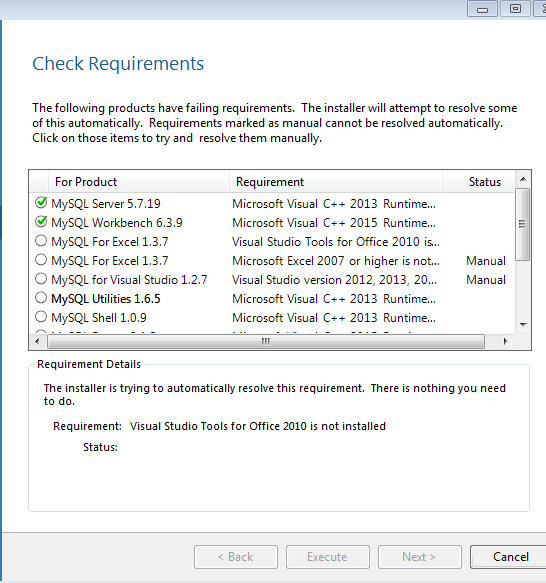 Check Requirements
The following products have failing requirements. The installer will attempt to resolve some
of this automatically. Requirements marked as manual cannot be resolved automatically.
Click on those items to try and resolve them manually.
For Product Requirement Status
MySQL Server 5.7.19 Microsoft Visual C++ 2013 Runtime...
MySQL Workbench 6.3.9 Microsoft Visual C++ 2015 Runtime...
MySQL For Excel 1.3.7 Visual Studio Tools for Office 2010 is...
MySQL For Excel 1.3.7 Microsoft Excel 2007 or higher is not... Manual
MySQL for Visual Studio 1.2.7 Visual Studio version 2012, 2013, 20... Manual
MySQL Utilities 1.6.5 Microsoft Visual C++ 2013 Runtime...
MySQL Shell 1.0.9 Microsoft Visual C++ 2013 Runtime...
Requirement Details
The installer is trying to automatically resolve this requirement. There is nothing you need
to do.
Requirement: Visual Studio Tools for Office 2010 is not installed
Status:
< Back Execute Next > Cancel